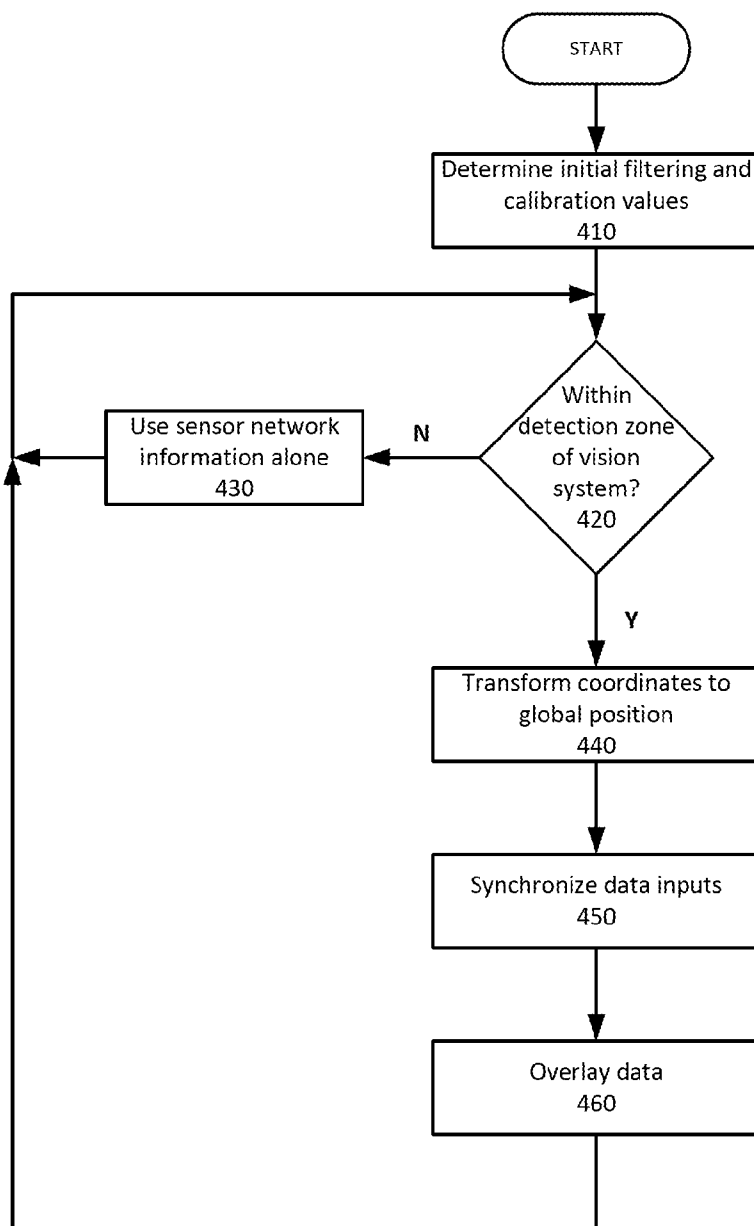 START
Determine initial filtering and
calibration values
410
Within
detection zone
of vision
system?
420
N
Use sensor network
information alone
430
Y
Transform coordinates to
global position
440
Synchronize data inputs
450
Overlay data
460